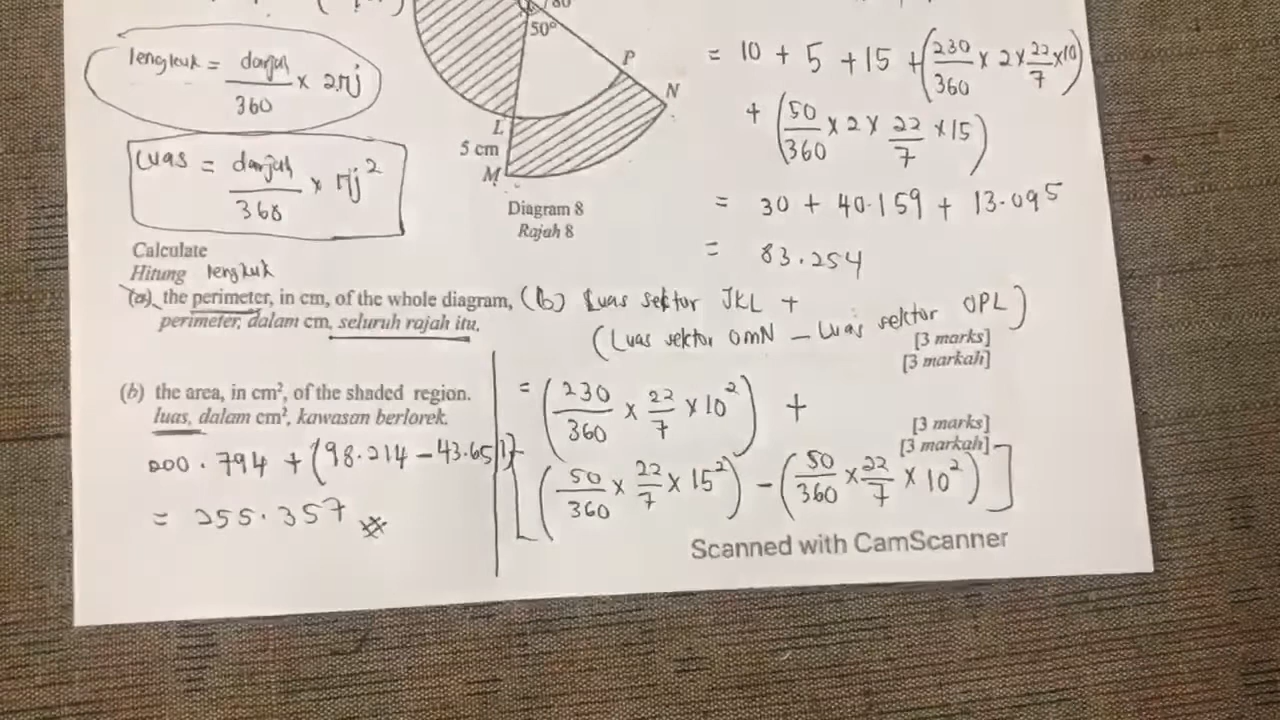 50°
P
N
L
5 cm
M
Diagram 8
Rajah 8
lengkuk = darjah/360 × 2πj
Luas = darjah/360 × πj²
Calculate
Hitung lengkuk
(a) the perimeter, in cm, of the whole diagram,
perimeter, dalam cm, seluruh rajah itu.
[3 marks]
[3 markah]
(b) the area, in cm², of the shaded region.
luas, dalam cm², kawasan berlorek.
[3 marks]
[3 markah]
= 10 + 5 + 15 + (230/360 × 2 × 22/7 × 10)
+ (50/360 × 2 × 22/7 × 15)
= 30 + 40.159 + 13.095
= 83.254
(b) Luas sektor JKL +
(Luas sektor OMN – Luas sektor OPL)
= (230/360 × 22/7 × 10²) +
[(50/360 × 22/7 × 15²) – (50/360 × 22/7 × 10²)]
200.794 + (98.214 – 43.651)
= 255.357
Scanned with CamScanner